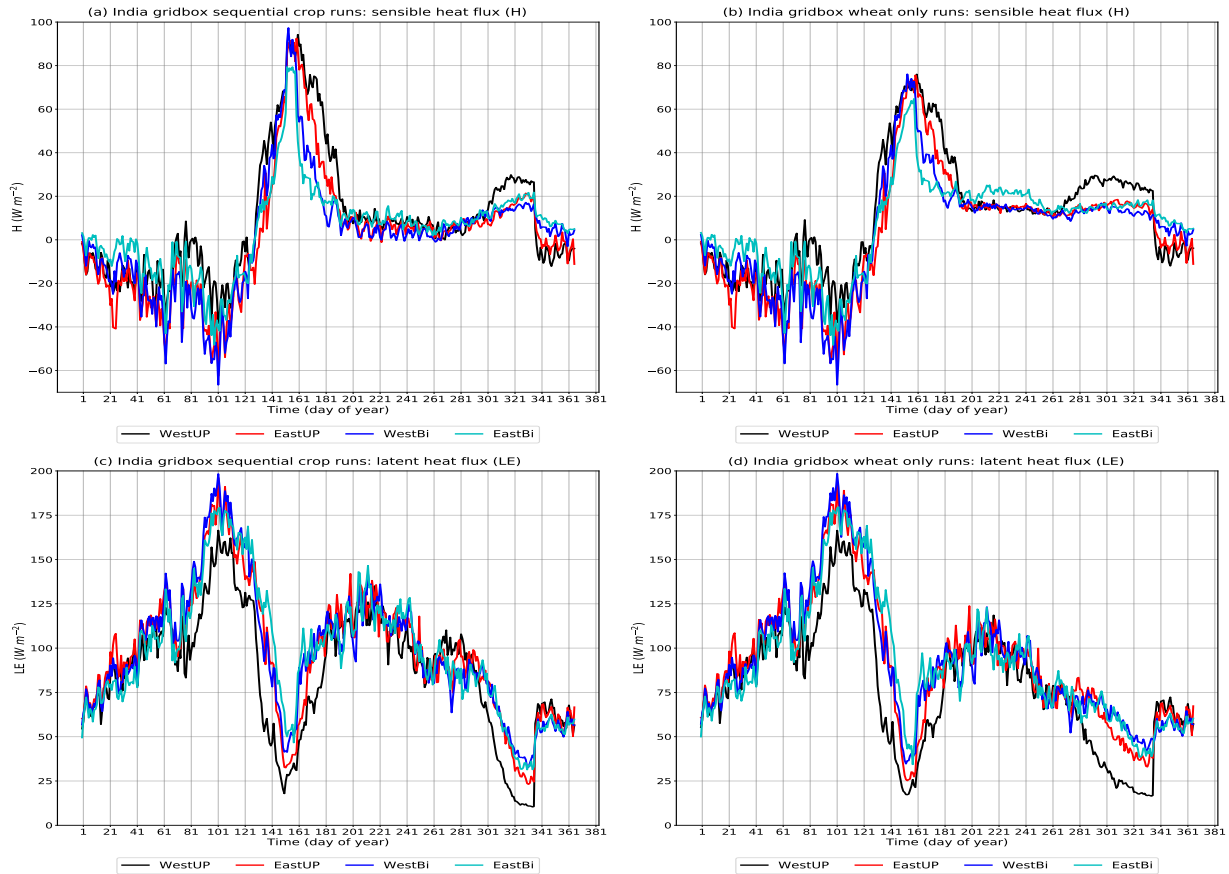 (a) India gridbox sequential crop runs: sensible heat flux (H)
100
80
60
40
20
0
−20
−40
−60
H (W m⁻²)
1 21 41 61 81 101 121 141 161 181 201 221 241 261 281 301 321 341 361 381
Time (day of year)
WestUP EastUP WestBi EastBi
(b) India gridbox wheat only runs: sensible heat flux (H)
100
80
60
40
20
0
−20
−40
−60
H (W m⁻²)
1 21 41 61 81 101 121 141 161 181 201 221 241 261 281 301 321 341 361 381
Time (day of year)
WestUP EastUP WestBi EastBi
(c) India gridbox sequential crop runs: latent heat flux (LE)
200
175
150
125
100
75
50
25
0
LE (W m⁻²)
1 21 41 61 81 101 121 141 161 181 201 221 241 261 281 301 321 341 361 381
Time (day of year)
WestUP EastUP WestBi EastBi
(d) India gridbox wheat only runs: latent heat flux (LE)
200
175
150
125
100
75
50
25
0
LE (W m⁻²)
1 21 41 61 81 101 121 141 161 181 201 221 241 261 281 301 321 341 361 381
Time (day of year)
WestUP EastUP WestBi EastBi